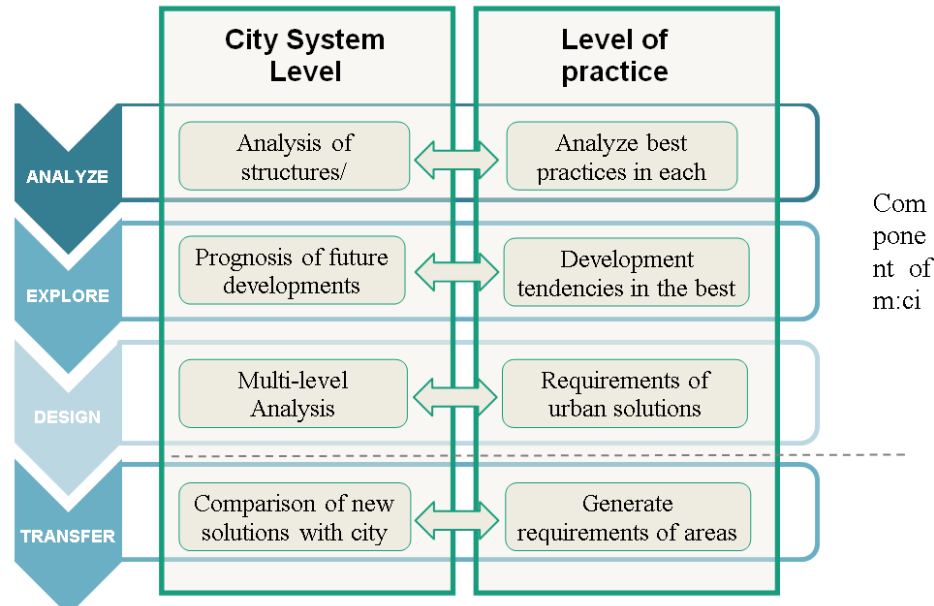 City System
Level
Level of
practice
ANALYZE
Analysis of
structures/
Analyze best
practices in each
EXPLORE
Prognosis of future
developments
Development
tendencies in the best
DESIGN
Multi-level
Analysis
Requirements of
urban solutions
TRANSFER
Comparison of new
solutions with city
Generate
requirements of areas
Com
pone
nt of
m:ci